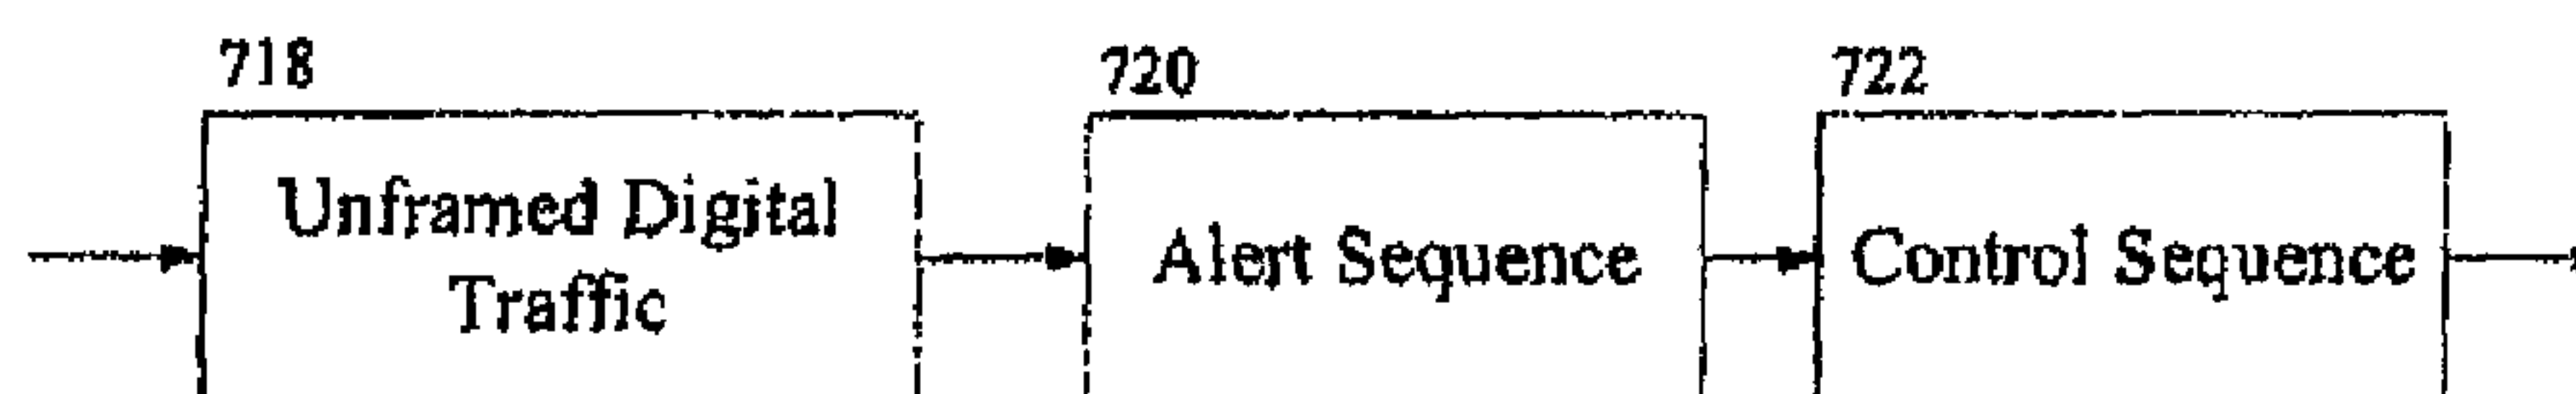 718
720
722
Unframed Digital
Traffic
Alert Sequence
Control Sequence